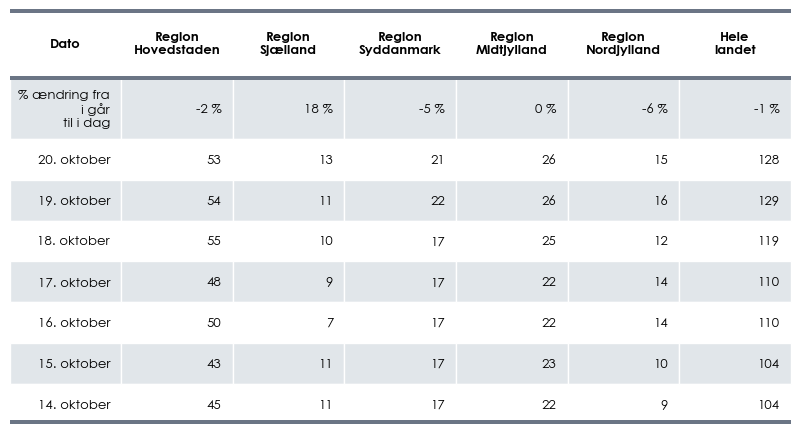 Dato Region Hovedstaden Region Sjælland Region Syddanmark Region Midtjylland Region Nordjylland Hele landet
% ændring fra i går til i dag -2 % 18 % -5 % 0 % -6 % -1 %
20. oktober 53 13 21 26 15 128
19. oktober 54 11 22 26 16 129
18. oktober 55 10 17 25 12 119
17. oktober 48 9 17 22 14 110
16. oktober 50 7 17 22 14 110
15. oktober 43 11 17 23 10 104
14. oktober 45 11 17 22 9 104